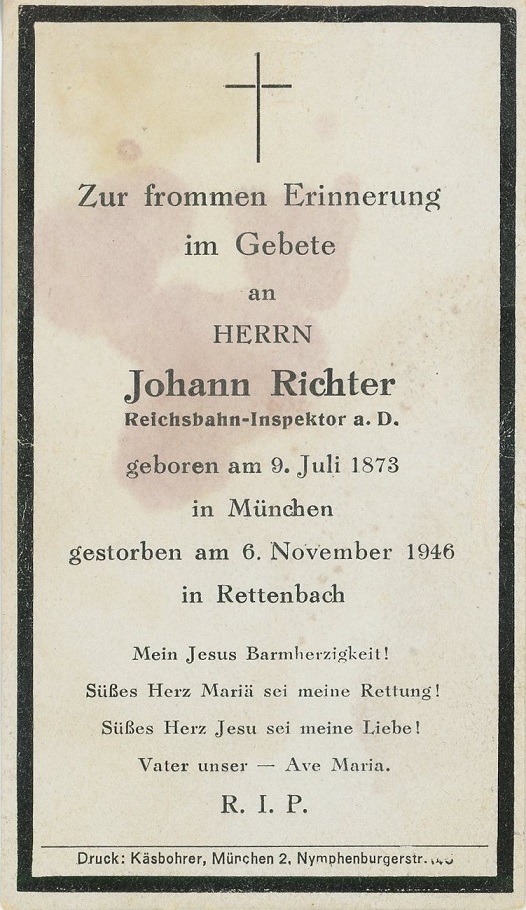 Zur frommen Erinnerung
im Gebete
an
HERRN
Johann Richter
Reichsbahn-Inspektor a. D.
geboren am 9. Juli 1873
in München
gestorben am 6. November 1946
in Rettenbach
Mein Jesus Barmherzigkeit!
Süßes Herz Mariä sei meine Rettung!
Süßes Herz Jesu sei meine Liebe!
Vater unser — Ave Maria.
R. I. P.
Druck: Käsbohrer, München 2, Nymphenburgerstr.